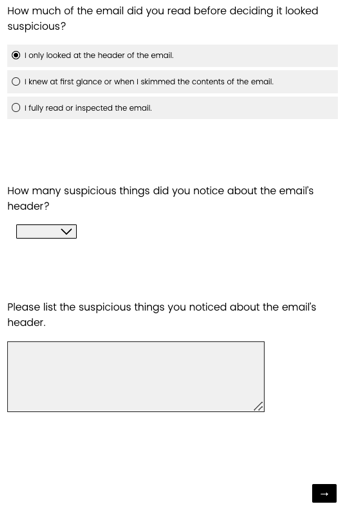 How much of the email did you read before deciding it looked
suspicious?
I only looked at the header of the email.
I knew at first glance or when I skimmed the contents of the email.
I fully read or inspected the email.
How many suspicious things did you notice about the email's
header?
Please list the suspicious things you noticed about the email's
header.
→